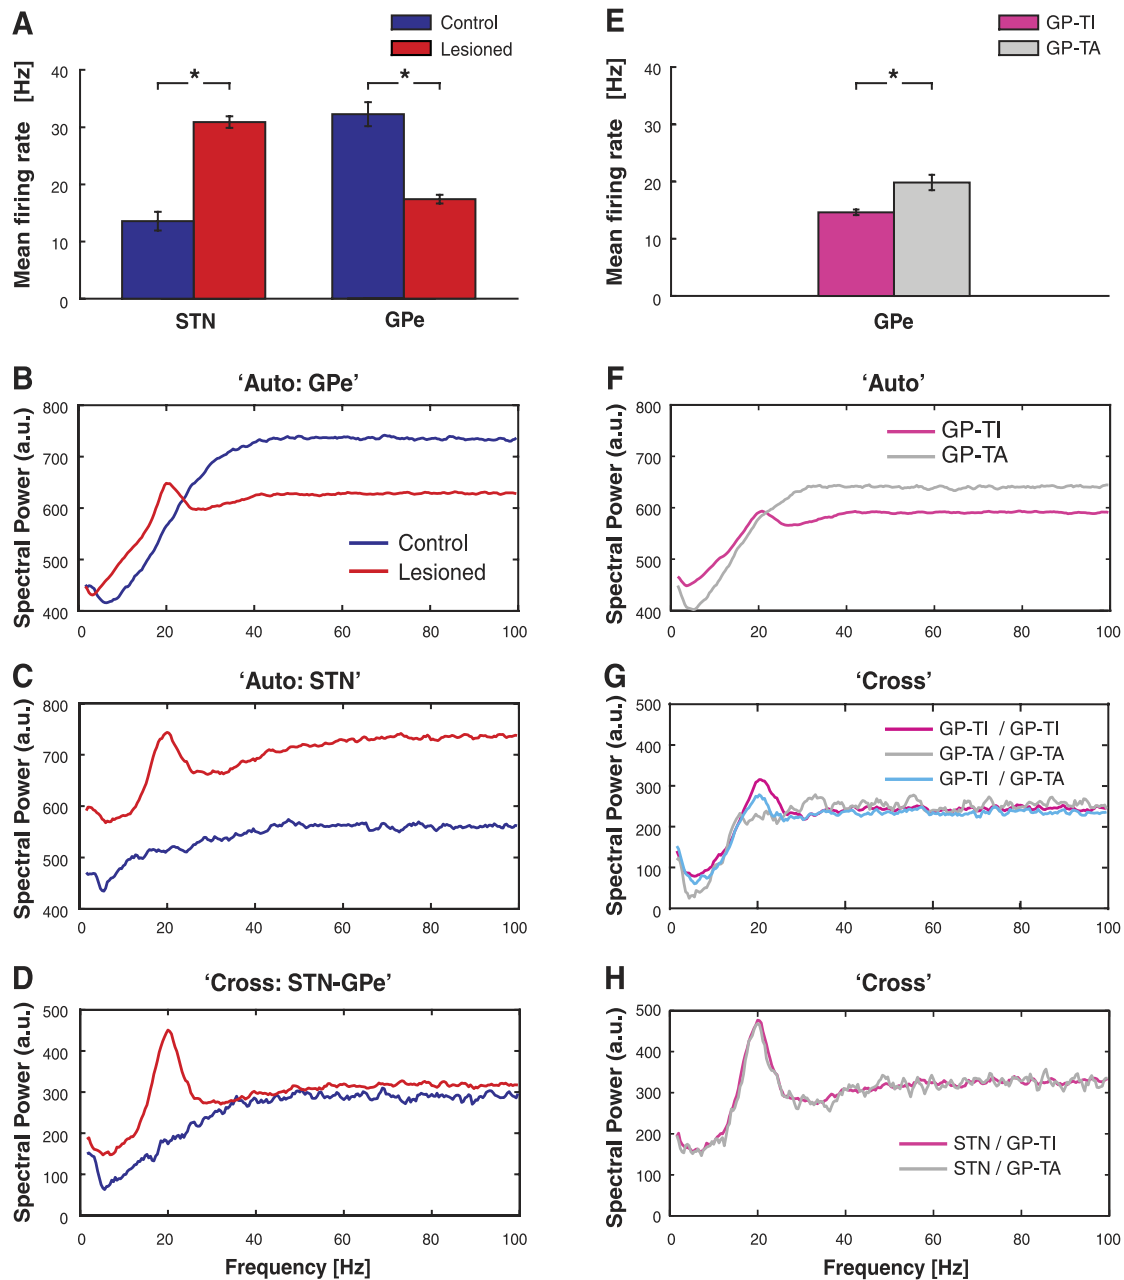 A
Control
Lesioned
Mean firing rate [Hz]
40
30
20
10
0
*
*
STN
GPe
E
GP-TI
GP-TA
Mean firing rate [Hz]
40
30
20
10
0
*
GPe
B
'Auto: GPe'
Spectral Power (a.u.)
800
700
600
500
400
Control
Lesioned
0 20 40 60 80 100
F
'Auto'
Spectral Power (a.u.)
800
700
600
500
400
GP-TI
GP-TA
0 20 40 60 80 100
C
'Auto: STN'
Spectral Power (a.u.)
800
700
600
500
400
0 20 40 60 80 100
G
'Cross'
Spectral Power (a.u.)
500
400
300
200
100
0
GP-TI / GP-TI
GP-TA / GP-TA
GP-TI / GP-TA
0 20 40 60 80 100
D
'Cross: STN-GPe'
Spectral Power (a.u.)
500
400
300
200
100
0
0 20 40 60 80 100
Frequency [Hz]
H
'Cross'
Spectral Power (a.u.)
500
400
300
200
100
0
STN / GP-TI
STN / GP-TA
0 20 40 60 80 100
Frequency [Hz]